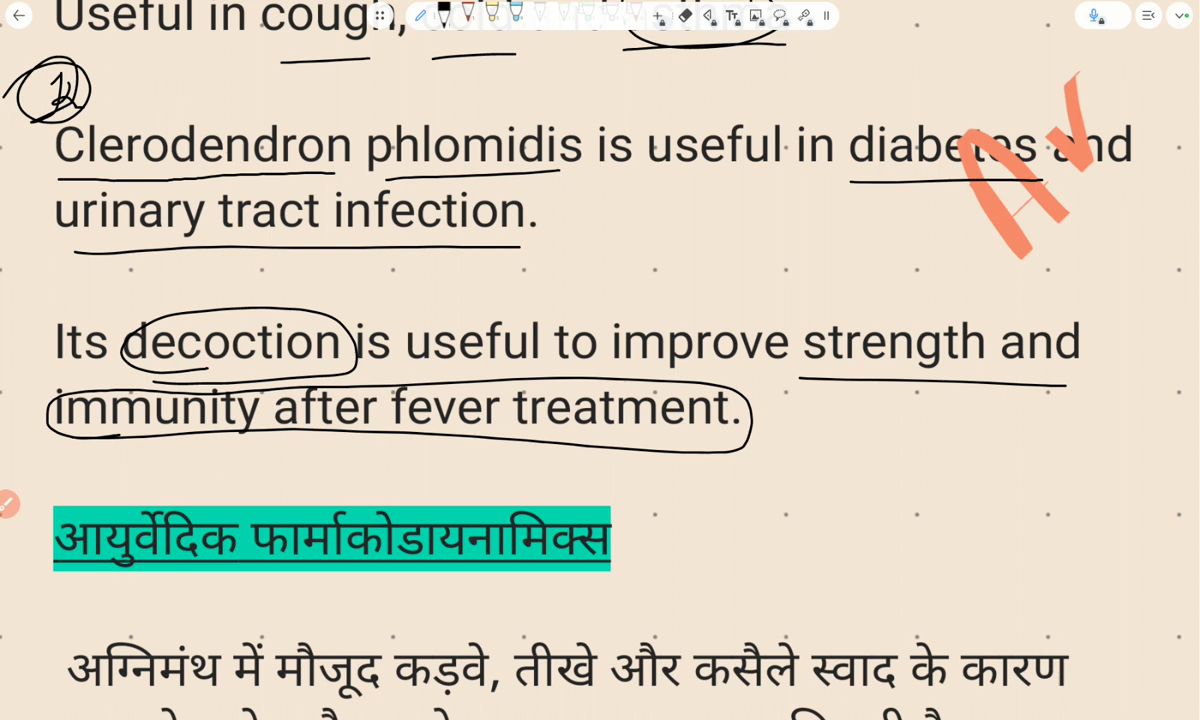 Useful in cough,
Clerodendron phlomidis is useful in diabetes and
urinary tract infection.
Its decoction is useful to improve strength and
immunity after fever treatment.
आयुर्वेदिक फार्माकोडायनामिक्स
अग्निमंथ में मौजूद कड़वे, तीखे और कसैले स्वाद के कारण